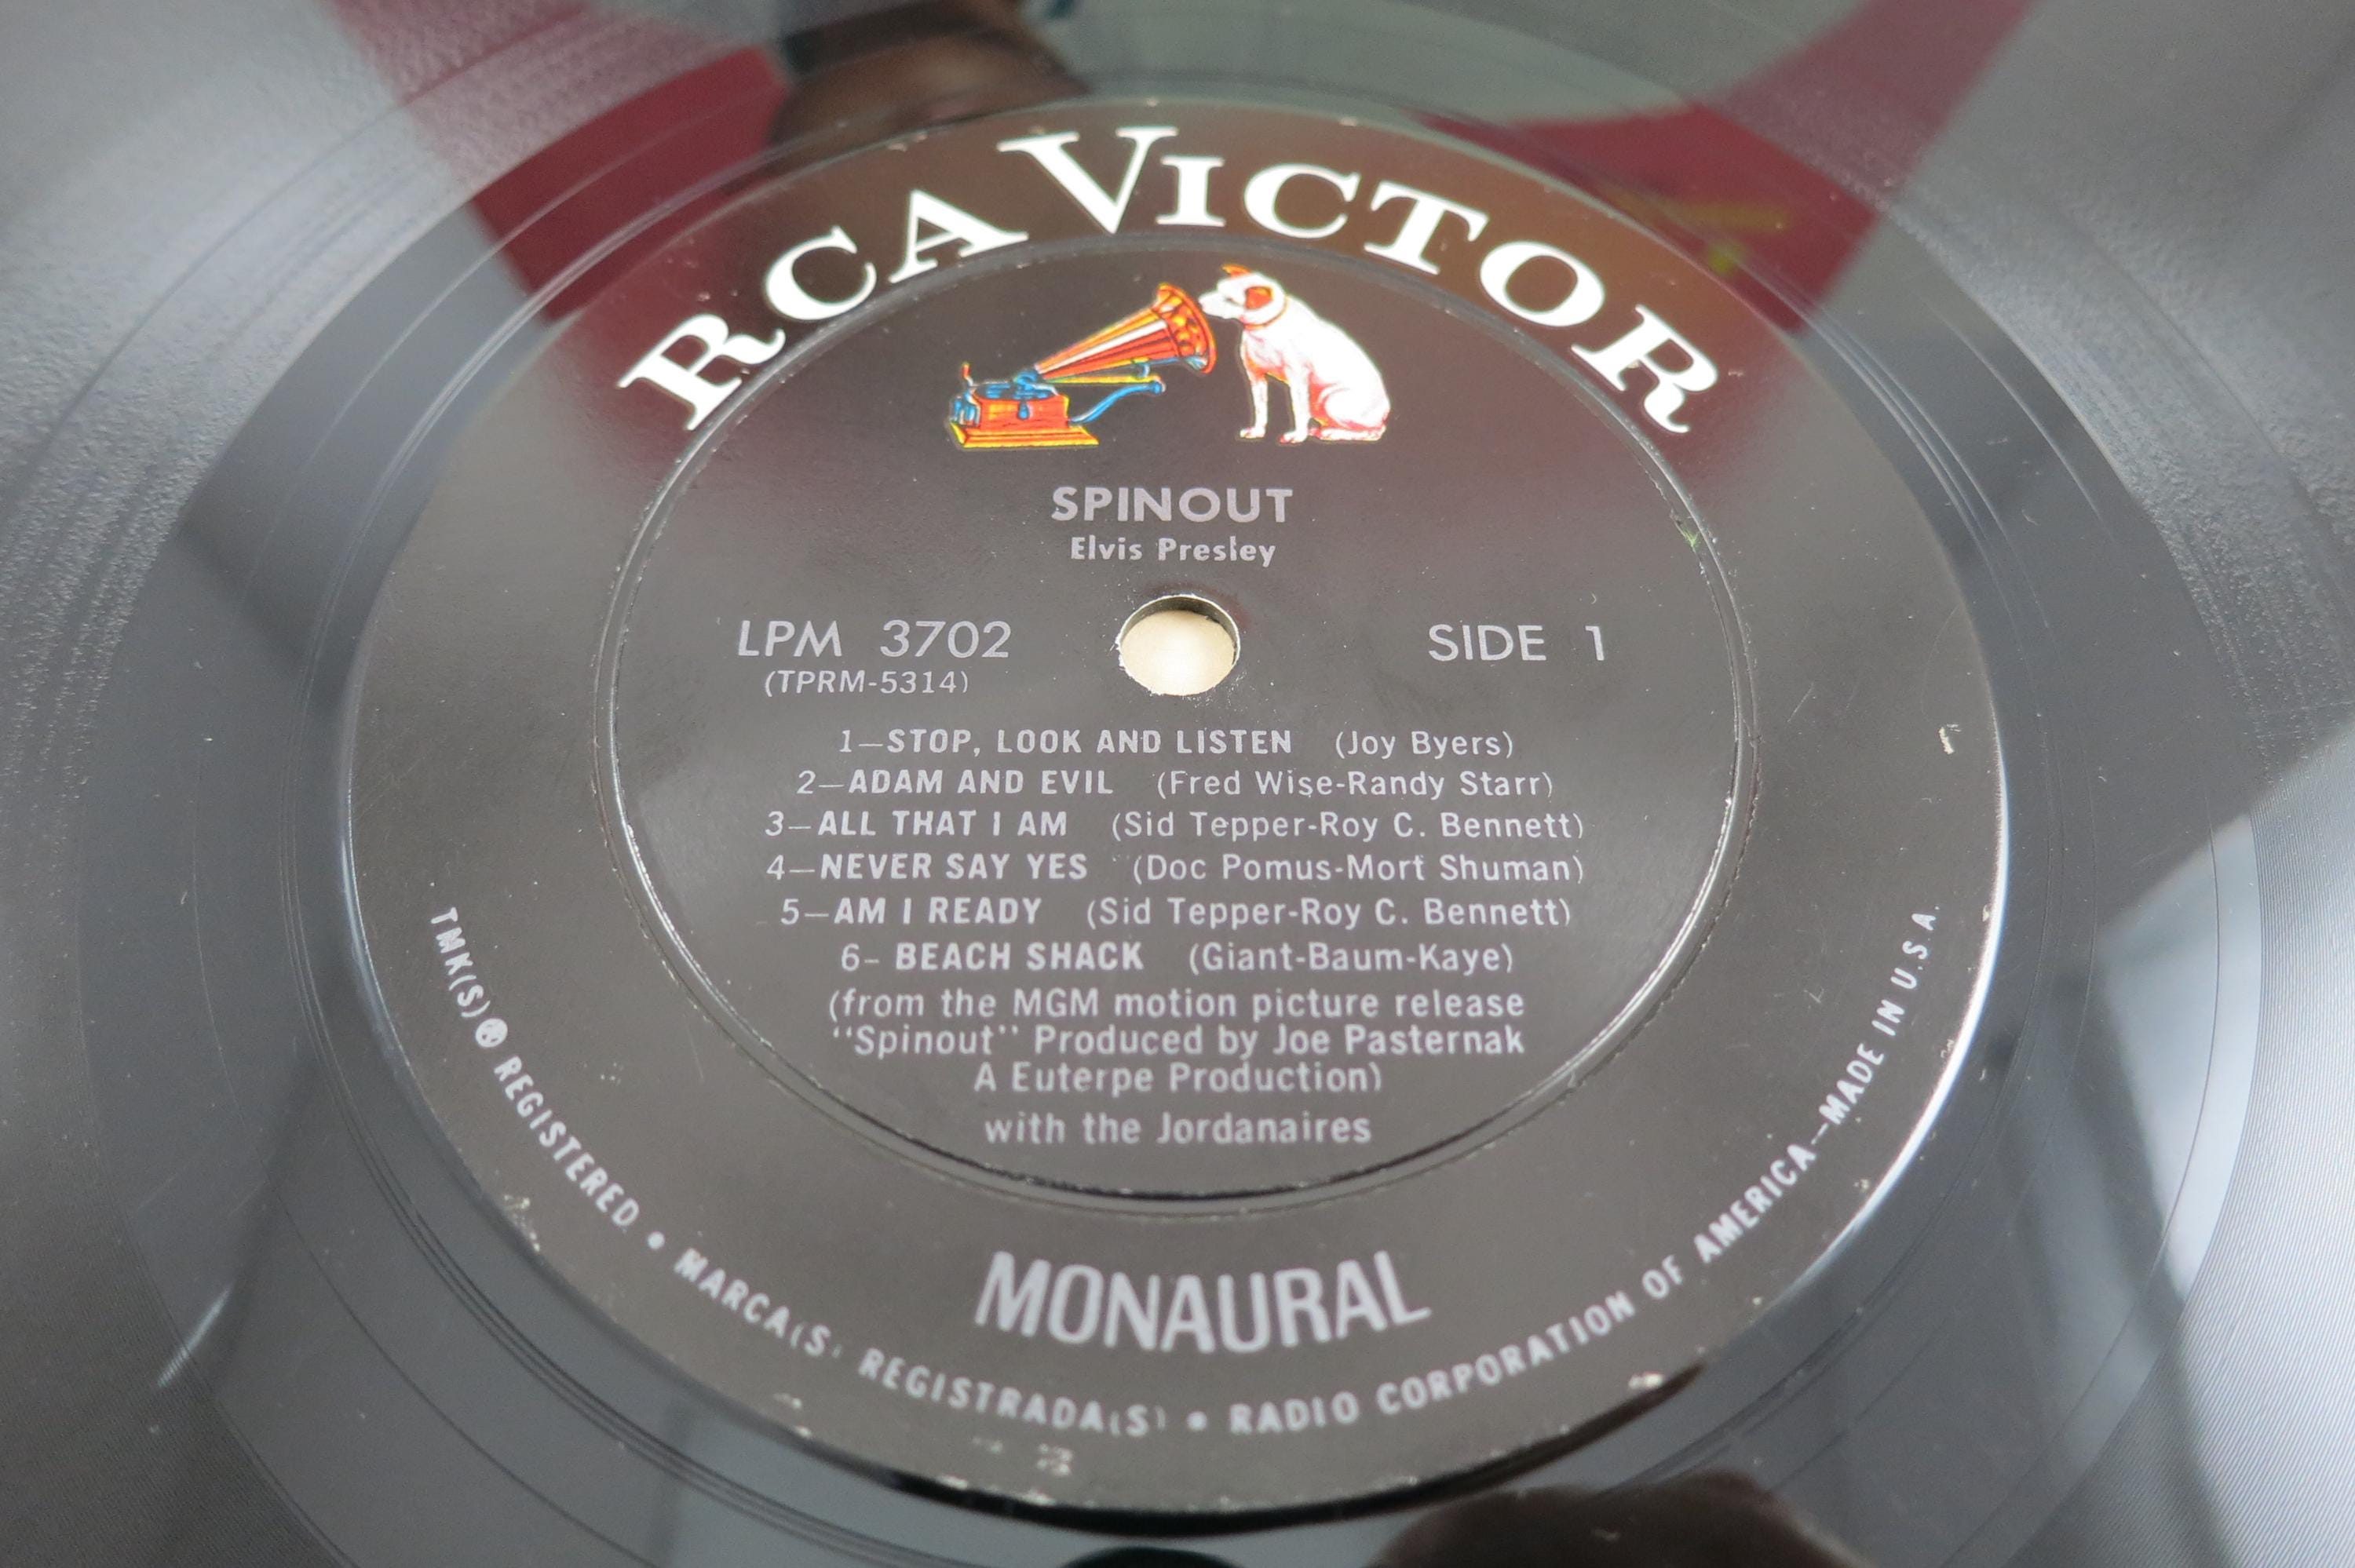 RCA VICTOR
SPINOUT
Elvis Presley
LPM 3702
(TPRM-5314)
SIDE 1
1—STOP, LOOK AND LISTEN (Joy Byers)
2—ADAM AND EVIL (Fred Wise-Randy Starr)
3—ALL THAT I AM (Sid Tepper-Roy C. Bennett)
4—NEVER SAY YES (Doc Pomus-Mort Shuman)
5—AM I READY (Sid Tepper-Roy C. Bennett)
6- BEACH SHACK (Giant-Baum-Kaye)
(from the MGM motion picture release
"Spinout" Produced by Joe Pasternak
A Euterpe Production)
with the Jordanaires
MONAURAL
TMK(S) ® REGISTERED • MARCA(S) REGISTRADA(S) • RADIO CORPORATION OF AMERICA—MADE IN U.S.A.